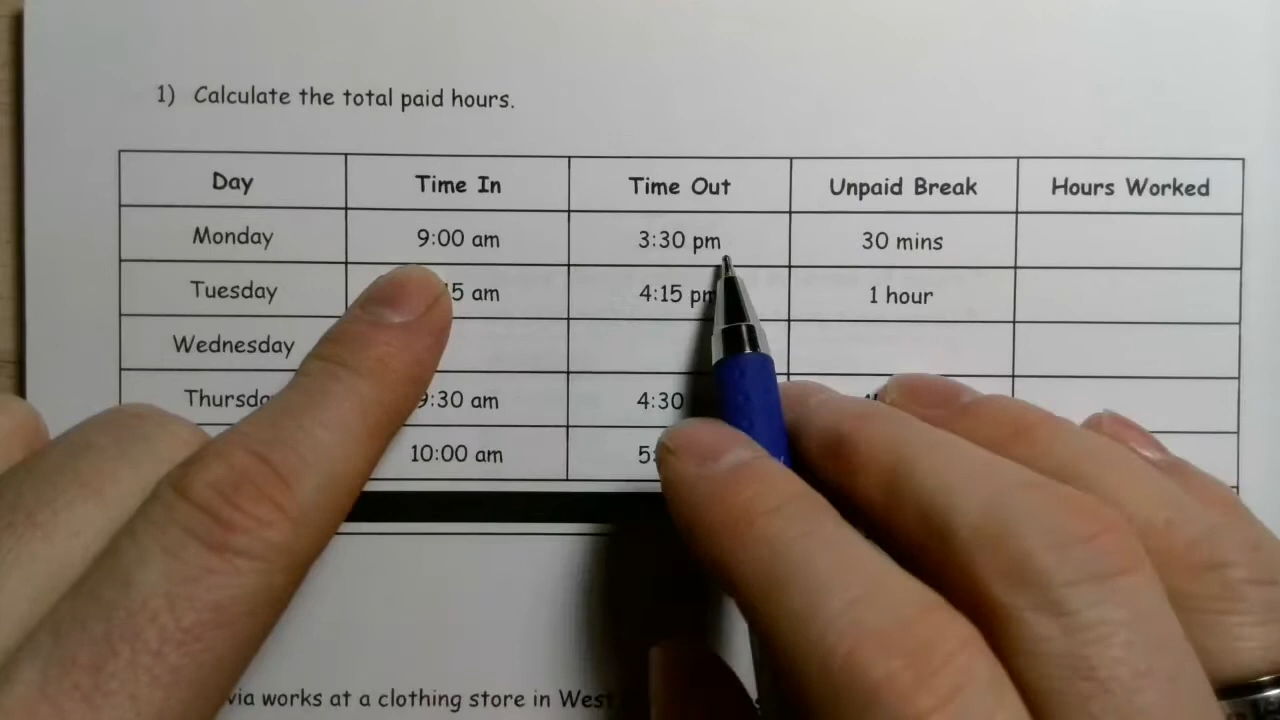 1) Calculate the total paid hours.
Day Time In Time Out Unpaid Break Hours Worked
Monday 9:00 am 3:30 pm 30 mins
Tuesday am 4:15 pm 1 hour
Wednesday
9:30 am 4:30
10:00 am
works at a clothing store in